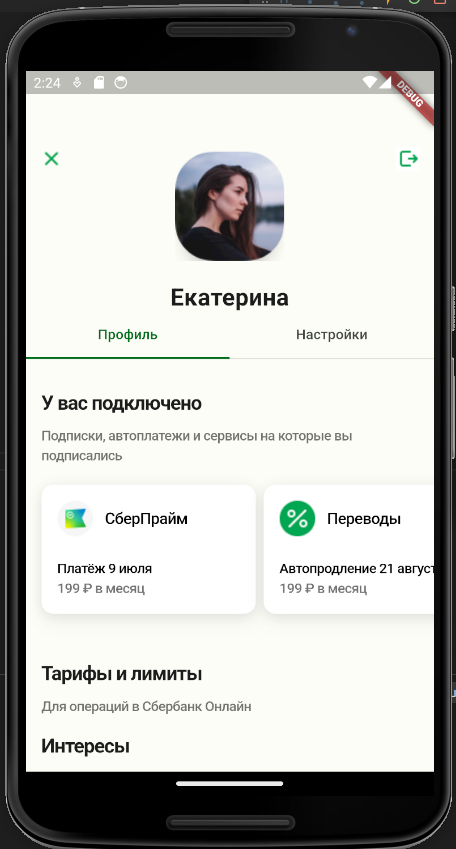 2:24
DEBUG
Екатерина
Профиль
Настройки
У вас подключено
Подписки, автоплатежи и сервисы на которые вы
подписались
СберПрайм
Переводы
Платёж 9 июля
Автопродление 21 август
199 ₽ в месяц
199 ₽ в месяц
Тарифы и лимиты
Для операций в Сбербанк Онлайн
Интересы